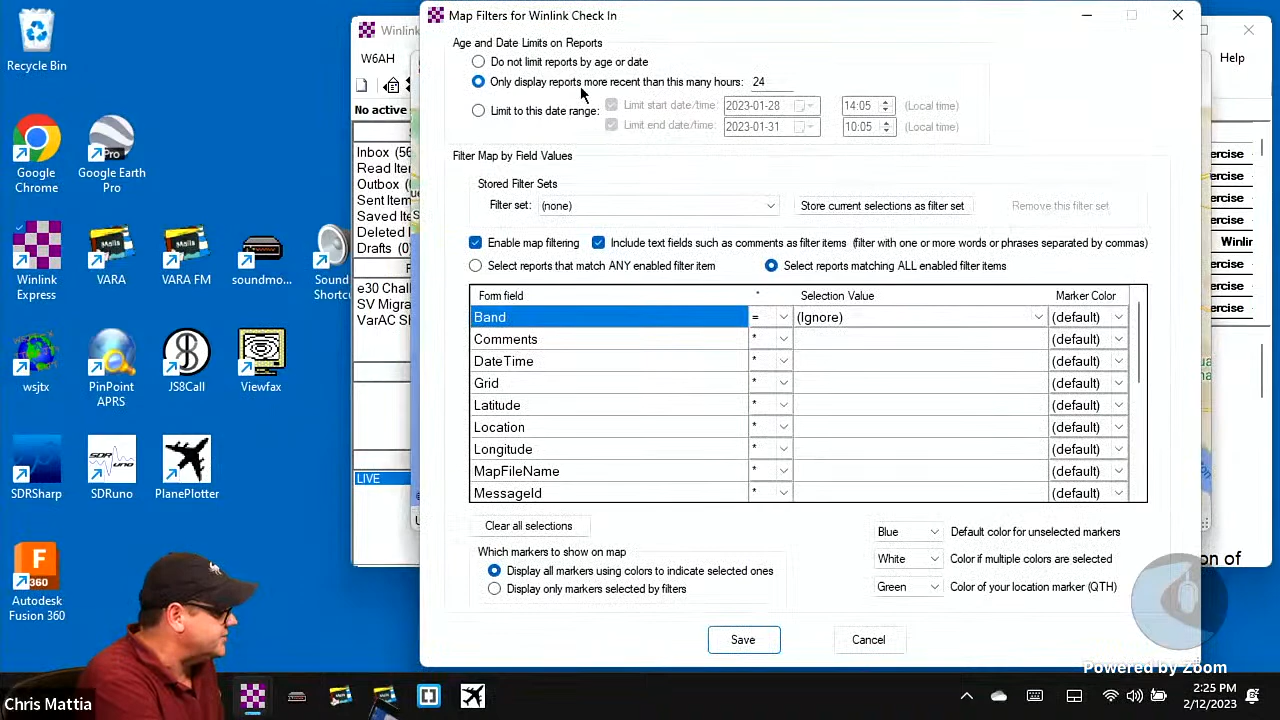 Recycle Bin
Google Chrome
Google Earth Pro
Winlink Express
VARA
VARA FM
soundmo...
Sound
Shortc
wsjtx
PinPoint APRS
JS8Call
Viewfax
SDRSharp
SDRuno
PlanePlotter
Autodesk Fusion 360
Winlink
W6AH
Help
No active
Inbox (56
Read Iter
Outbox (
Sent Item
Saved Ite
Deleted I
Drafts (0)
e30 Chall
SV Migra
VarAC SI
LIVE
ercise
ercise
ercise
ercise
Winlin
ercise
ercise
ercise
on of
Map Filters for Winlink Check In
Age and Date Limits on Reports
Do not limit reports by age or date
Only display reports more recent than this many hours: 24
Limit to this date range:
Limit start date/time: 2023-01-28 14:05 (Local time)
Limit end date/time: 2023-01-31 10:05 (Local time)
Filter Map by Field Values
Stored Filter Sets
Filter set: (none)
Store current selections as filter set
Remove this filter set
Enable map filtering
Include text fields such as comments as filter items (filter with one or more words or phrases separated by commas)
Select reports that match ANY enabled filter item
Select reports matching ALL enabled filter items
Form field * Selection Value Marker Color
Band = (Ignore) (default)
Comments * (default)
DateTime * (default)
Grid * (default)
Latitude * (default)
Location * (default)
Longitude * (default)
MapFileName * (default)
MessageId * (default)
Clear all selections
Which markers to show on map
Display all markers using colors to indicate selected ones
Display only markers selected by filters
Blue Default color for unselected markers
White Color if multiple colors are selected
Green Color of your location marker (QTH)
Save
Cancel
Powered by Zoom
Chris Mattia
2:25 PM
2/12/2023